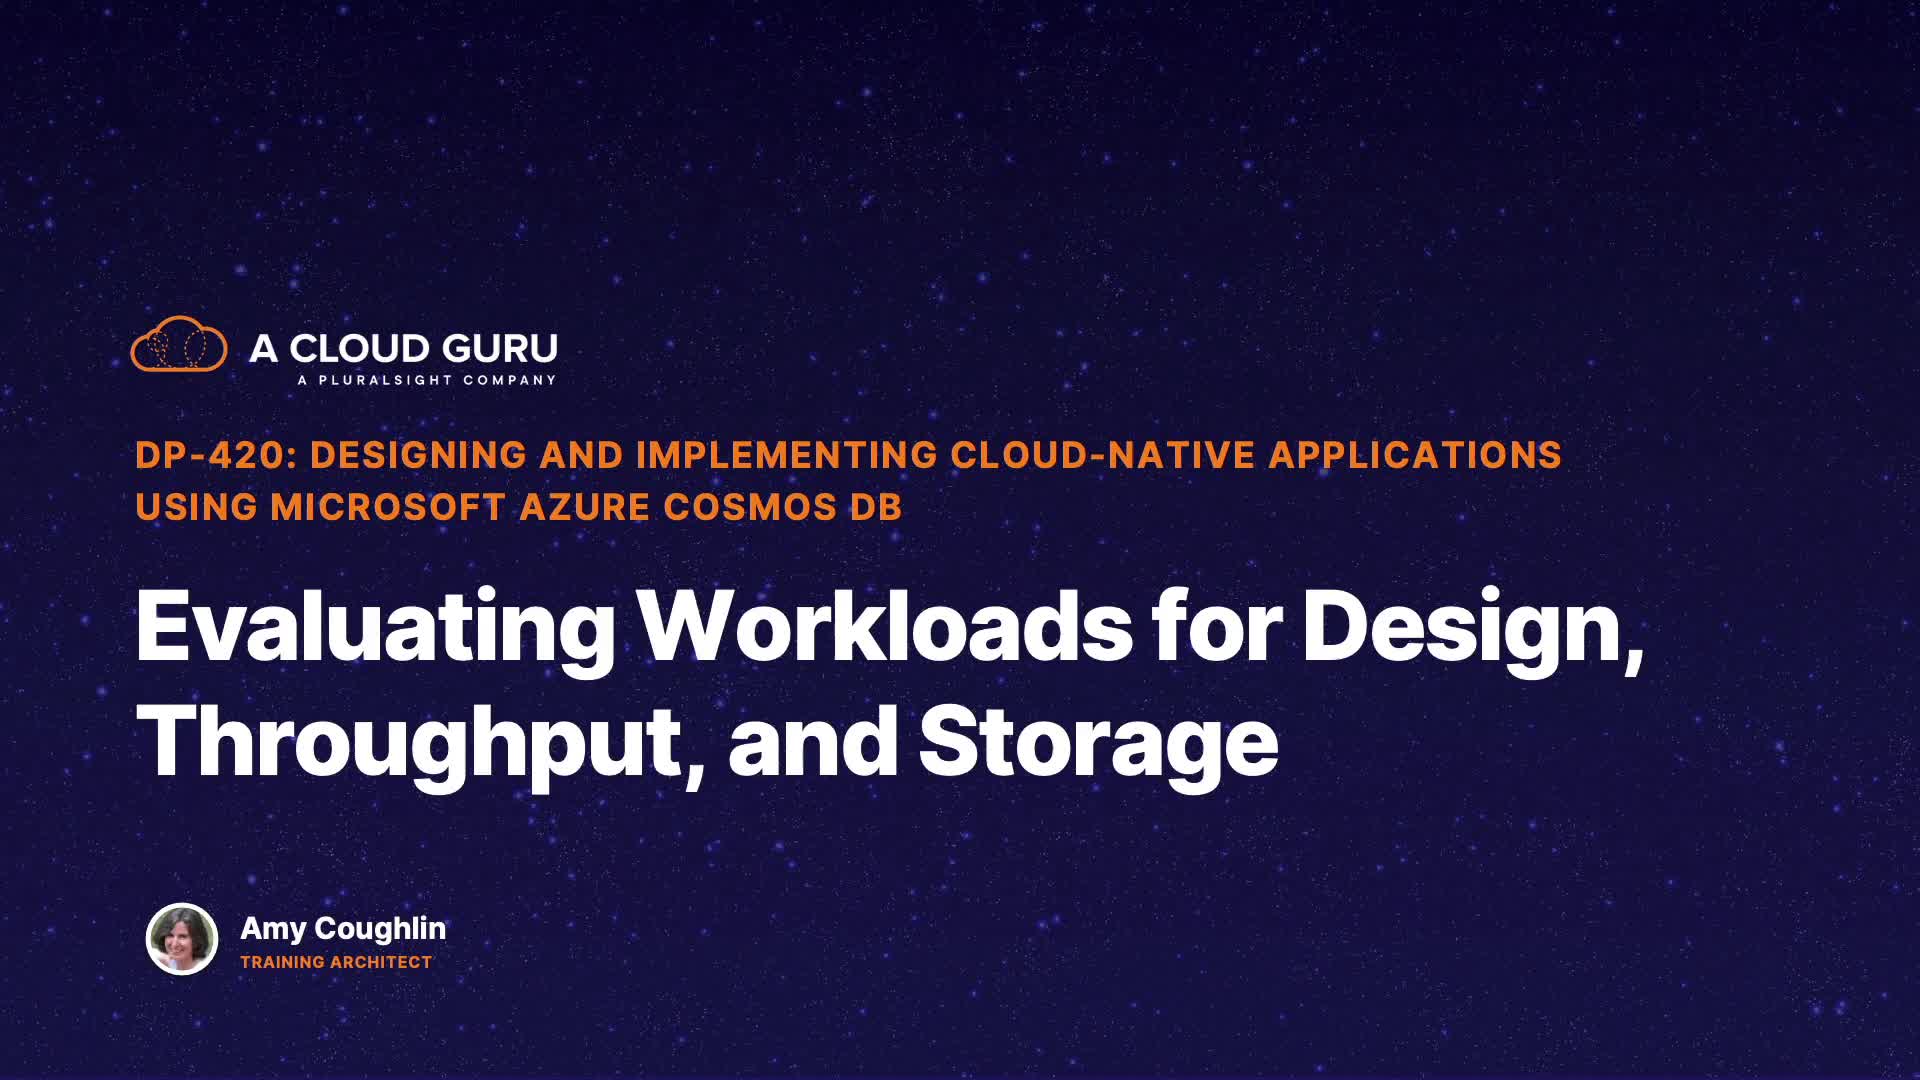 A CLOUD GURU
A PLURALSIGHT COMPANY
DP-420: DESIGNING AND IMPLEMENTING CLOUD-NATIVE APPLICATIONS
USING MICROSOFT AZURE COSMOS DB
Evaluating Workloads for Design,
Throughput, and Storage
Amy Coughlin
TRAINING ARCHITECT